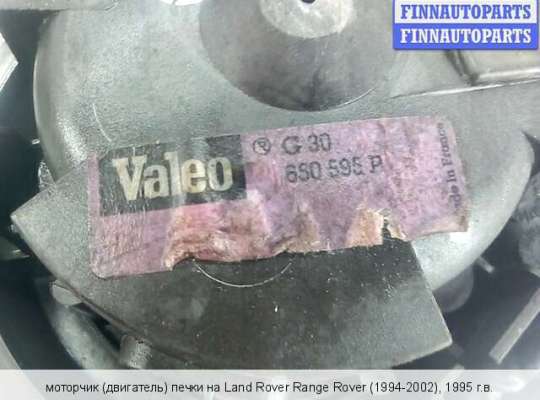 FINNAUTOPARTS
FINNAUTOPARTS
Valeo ® G 30
650 595 P
Made in France
моторчик (двигатель) печки на Land Rover Range Rover (1994-2002), 1995 г.в.